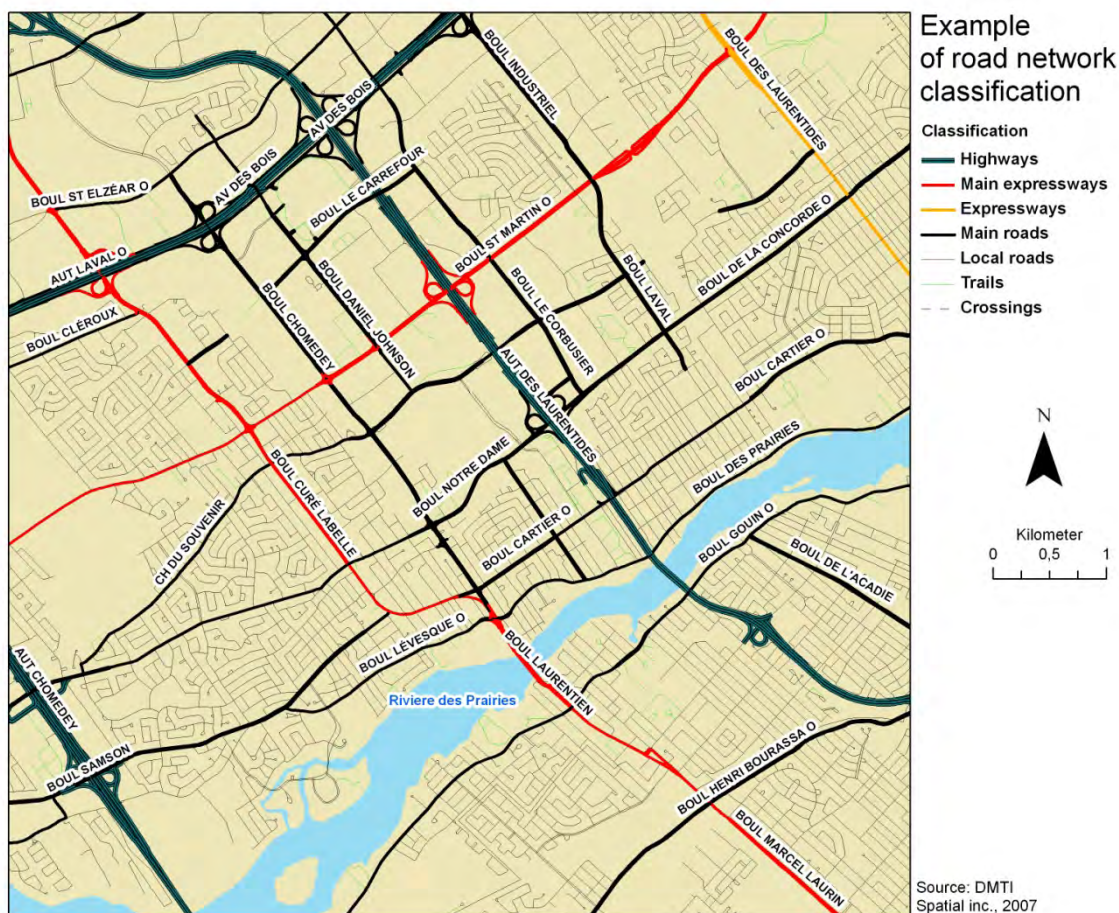 Example
of road network
classification
Classification
Highways
Main expressways
Expressways
Main roads
Local roads
Trails
Crossings
N
Kilometer
0 0,5 1
Source: DMTI
Spatial inc., 2007
BOUL DES LAURENTIDES
BOUL INDUSTRIEL
AV DES BOIS
AV DES BOIS
BOUL ST ELZÉAR O
BOUL LE CARREFOUR
BOUL ST MARTIN O
BOUL DE LA CONCORDE O
AUT LAVAL O
BOUL CLÉROUX
BOUL CHOMEDEY
BOUL DANIEL JOHNSON
BOUL LE CORBUSIER
BOUL LAVAL
BOUL CARTIER O
AUT DES LAURENTIDES
BOUL DES PRAIRIES
BOUL NOTRE DAME
BOUL CURÉ LABELLE
CH DU SOUVENIR
BOUL CARTIER O
BOUL GOUIN O
BOUL DE L'ACADIE
BOUL LÉVESQUE O
BOUL LAURENTIEN
AUT CHOMEDEY
Riviere des Prairies
BOUL SAMSON
BOUL HENRI BOURASSA O
BOUL MARCEL LAURIN